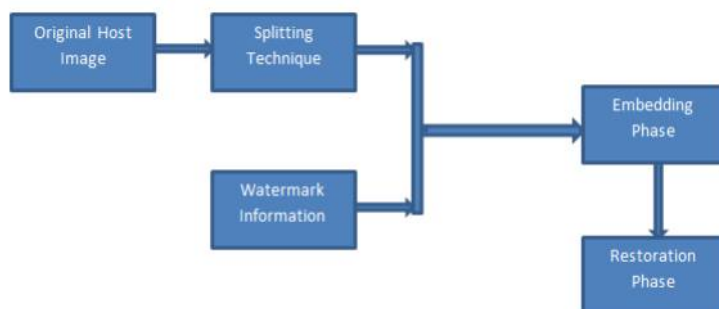 Original Host
Image
Splitting
Technique
Watermark
Information
Embedding
Phase
Restoration
Phase